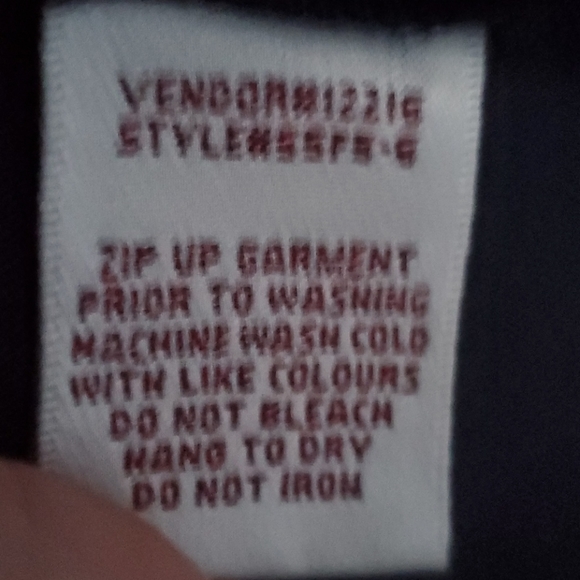 VENDOR#12216
STYLE#SSFS-G
ZIP UP GARMENT
PRIOR TO WASHING
MACHINE WASH COLD
WITH LIKE COLOURS
DO NOT BLEACH
HANG TO DRY
DO NOT IRON